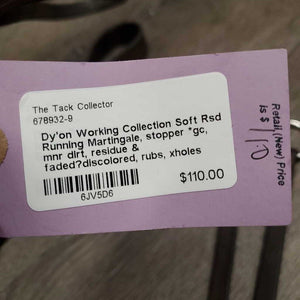 The Tack Collector
678932-9
Dy'on Working Collection Soft Rsd
Running Martingale, stopper *gc,
mnr dirt, residue &
faded?discolored, rubs, xholes
6JV5D6
$110.00
Retail (New) Price
is $